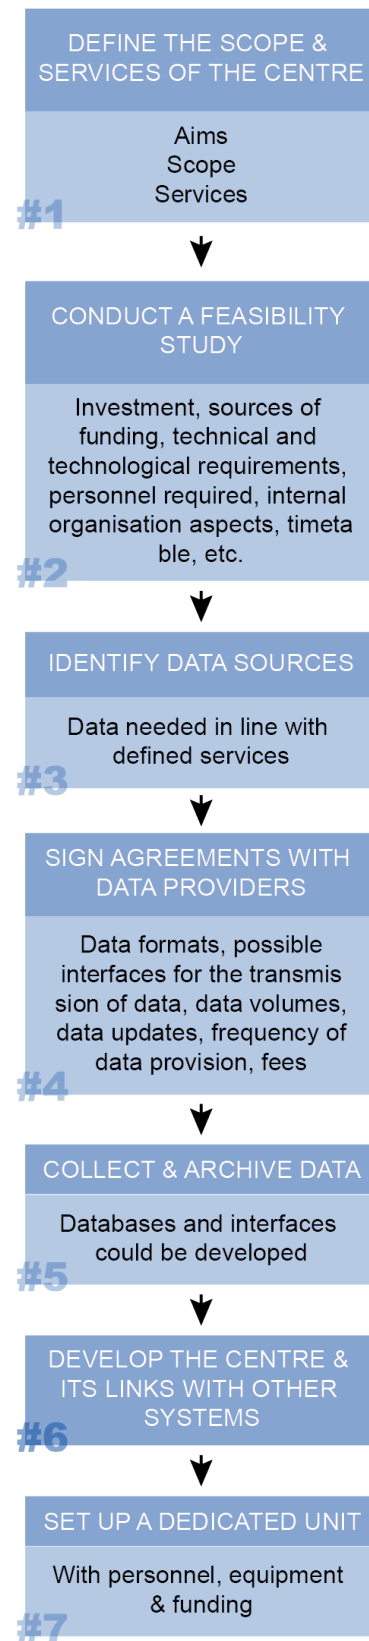 DEFINE THE SCOPE &
SERVICES OF THE CENTRE
Aims
Scope
Services
#1
CONDUCT A FEASIBILITY
STUDY
Investment, sources of
funding, technical and
technological requirements,
personnel required, internal
organisation aspects, timeta
ble, etc.
#2
IDENTIFY DATA SOURCES
Data needed in line with
defined services
#3
SIGN AGREEMENTS WITH
DATA PROVIDERS
Data formats, possible
interfaces for the transmis
sion of data, data volumes,
data updates, frequency of
data provision, fees
#4
COLLECT & ARCHIVE DATA
Databases and interfaces
could be developed
#5
DEVELOP THE CENTRE &
ITS LINKS WITH OTHER
SYSTEMS
#6
SET UP A DEDICATED UNIT
With personnel, equipment
& funding
#7